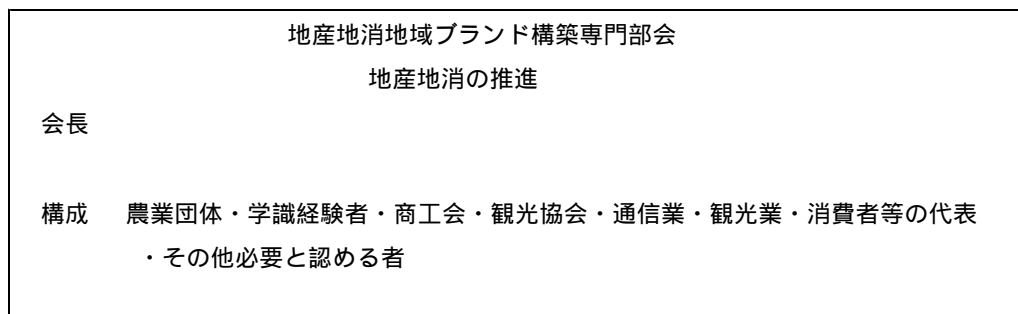 地産地消地域ブランド構築専門部会
地産地消の推進
会長
構成　農業団体・学識経験者・商工会・観光協会・通信業・観光業・消費者等の代表
・その他必要と認める者